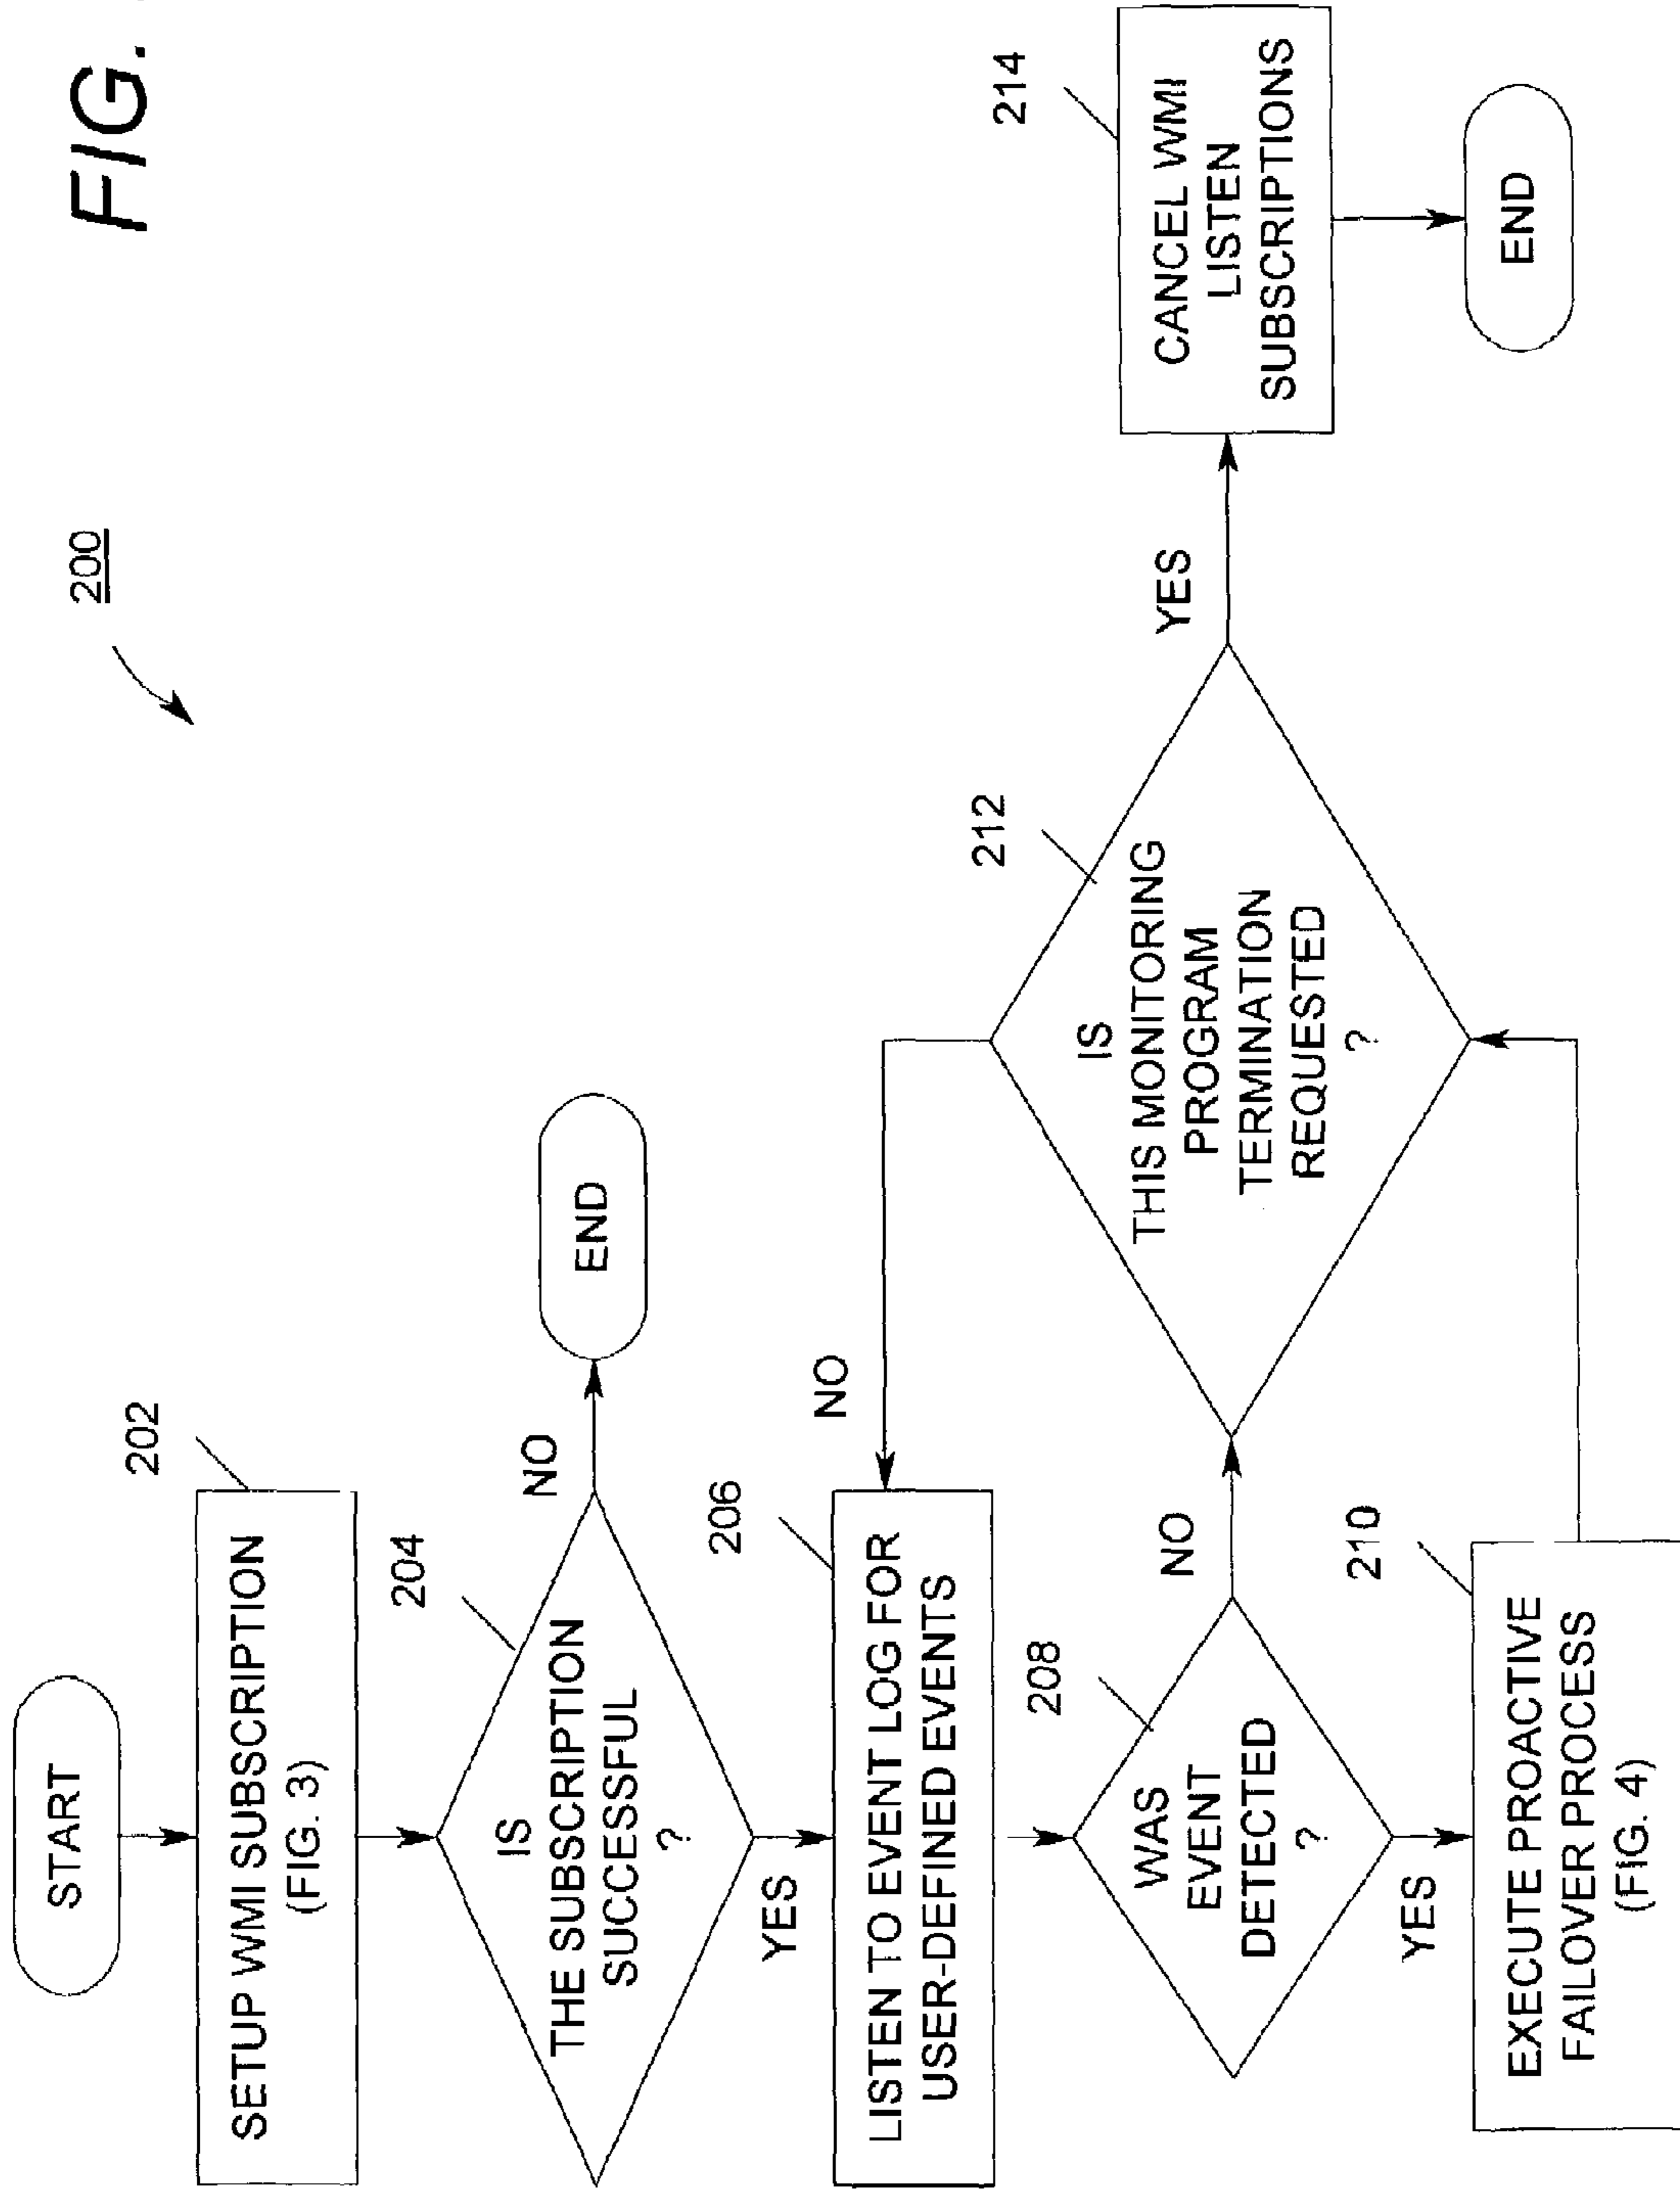 FIG.
200
START
202
SETUP WMI SUBSCRIPTION
(FIG. 3)
204
IS
THE SUBSCRIPTION
SUCCESSFUL
?
NO
END
YES
206
LISTEN TO EVENT LOG FOR
USER-DEFINED EVENTS
208
WAS
EVENT
DETECTED
?
NO
YES
210
EXECUTE PROACTIVE
FAILOVER PROCESS
(FIG. 4)
212
IS
THIS MONITORING
PROGRAM
TERMINATION
REQUESTED
?
NO
YES
214
CANCEL WMI
LISTEN
SUBSCRIPTIONS
END